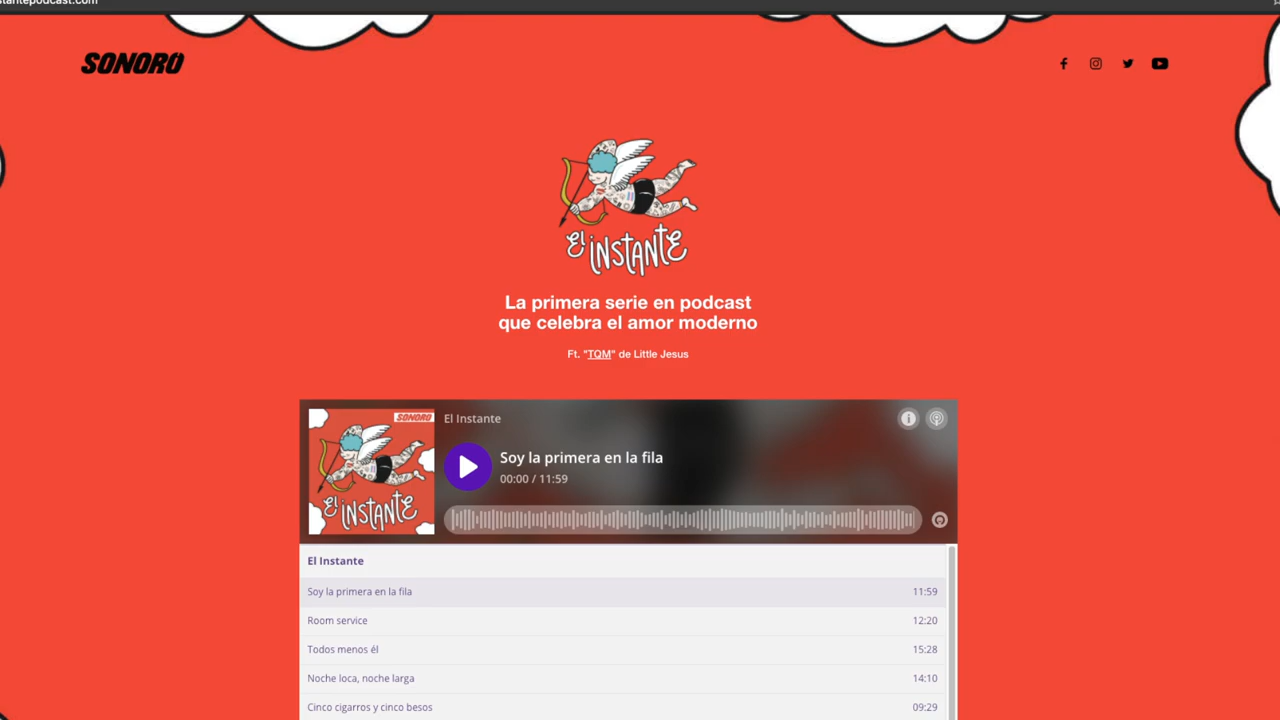 stantepodcast.com
SONORO
EL INSTANTE
La primera serie en podcast
que celebra el amor moderno
Ft. "TQM" de Little Jesus
SONORO
EL INSTANTE
El Instante
Soy la primera en la fila
00:00 / 11:59
El Instante
Soy la primera en la fila 11:59
Room service 12:20
Todos menos él 15:28
Noche loca, noche larga 14:10
Cinco cigarros y cinco besos 09:29